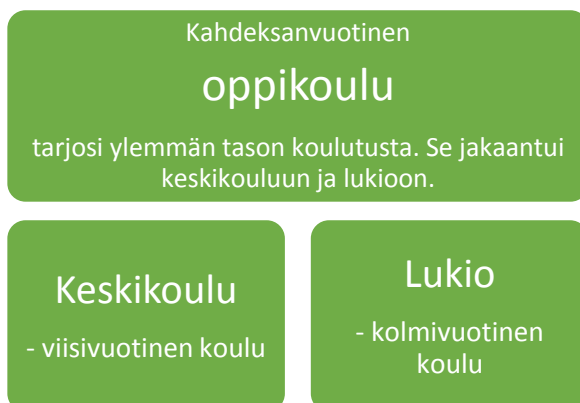 Kahdeksanvuotinen
oppikoulu
tarjosi ylemmän tason koulutusta. Se jakaantui
keskikouluun ja lukioon.
Keskikoulu
- viisivuotinen koulu
Lukio
- kolmivuotinen
koulu